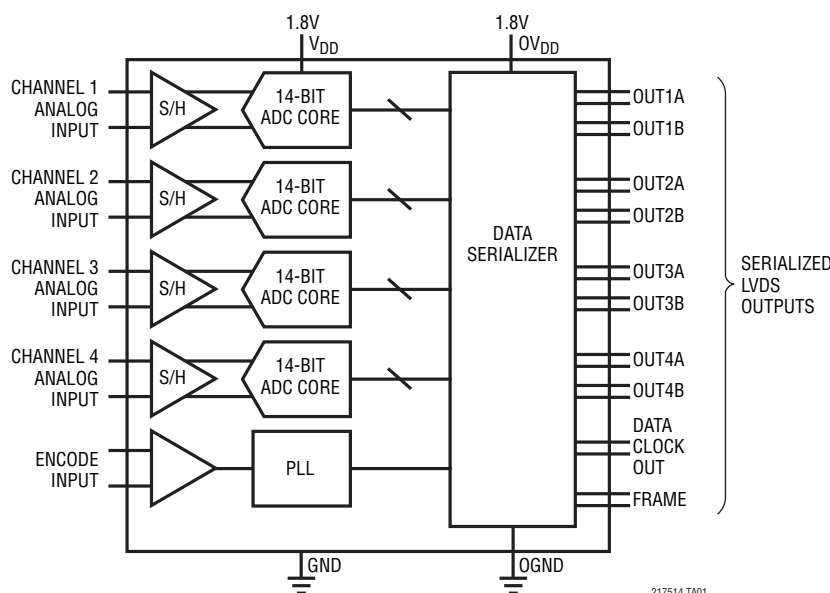 1.8V
VDD
1.8V
OVDD
CHANNEL 1
ANALOG
INPUT
S/H
14-BIT
ADC CORE
OUT1A
OUT1B
CHANNEL 2
ANALOG
INPUT
S/H
14-BIT
ADC CORE
OUT2A
OUT2B
DATA
SERIALIZER
CHANNEL 3
ANALOG
INPUT
S/H
14-BIT
ADC CORE
OUT3A
OUT3B
SERIALIZED
LVDS
OUTPUTS
CHANNEL 4
ANALOG
INPUT
S/H
14-BIT
ADC CORE
OUT4A
OUT4B
ENCODE
INPUT
PLL
DATA
CLOCK
OUT
FRAME
GND
OGND
217514 TA01